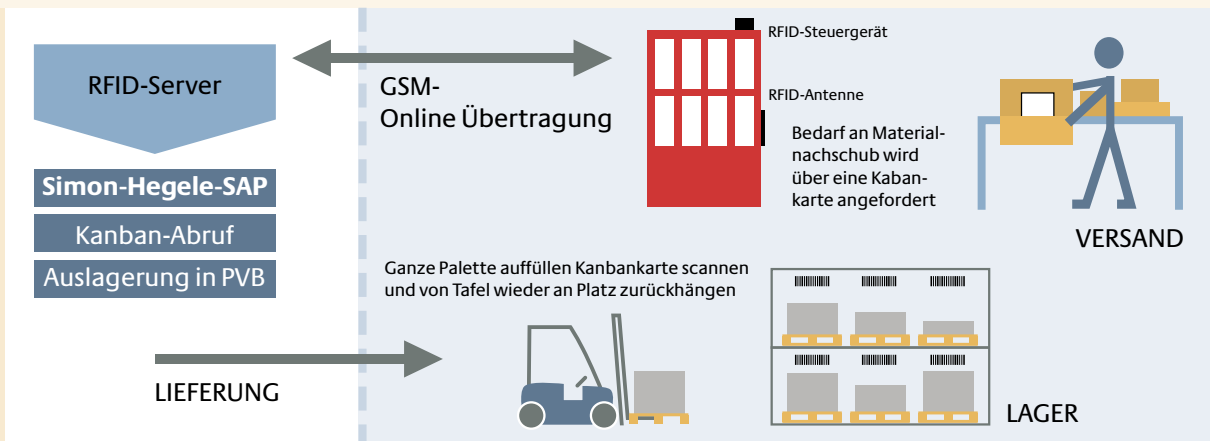 RFID-Server
Simon-Hegele-SAP
Kanban-Abruf
Auslagerung in PVB
LIEFERUNG
GSM-
Online Übertragung
RFID-Steuergerät
RFID-Antenne
Bedarf an Material-
nachschub wird
über eine Kaban-
karte angefordert
VERSAND
Ganze Palette auffüllen Kanbankarte scannen
und von Tafel wieder an Platz zurückhängen
LAGER